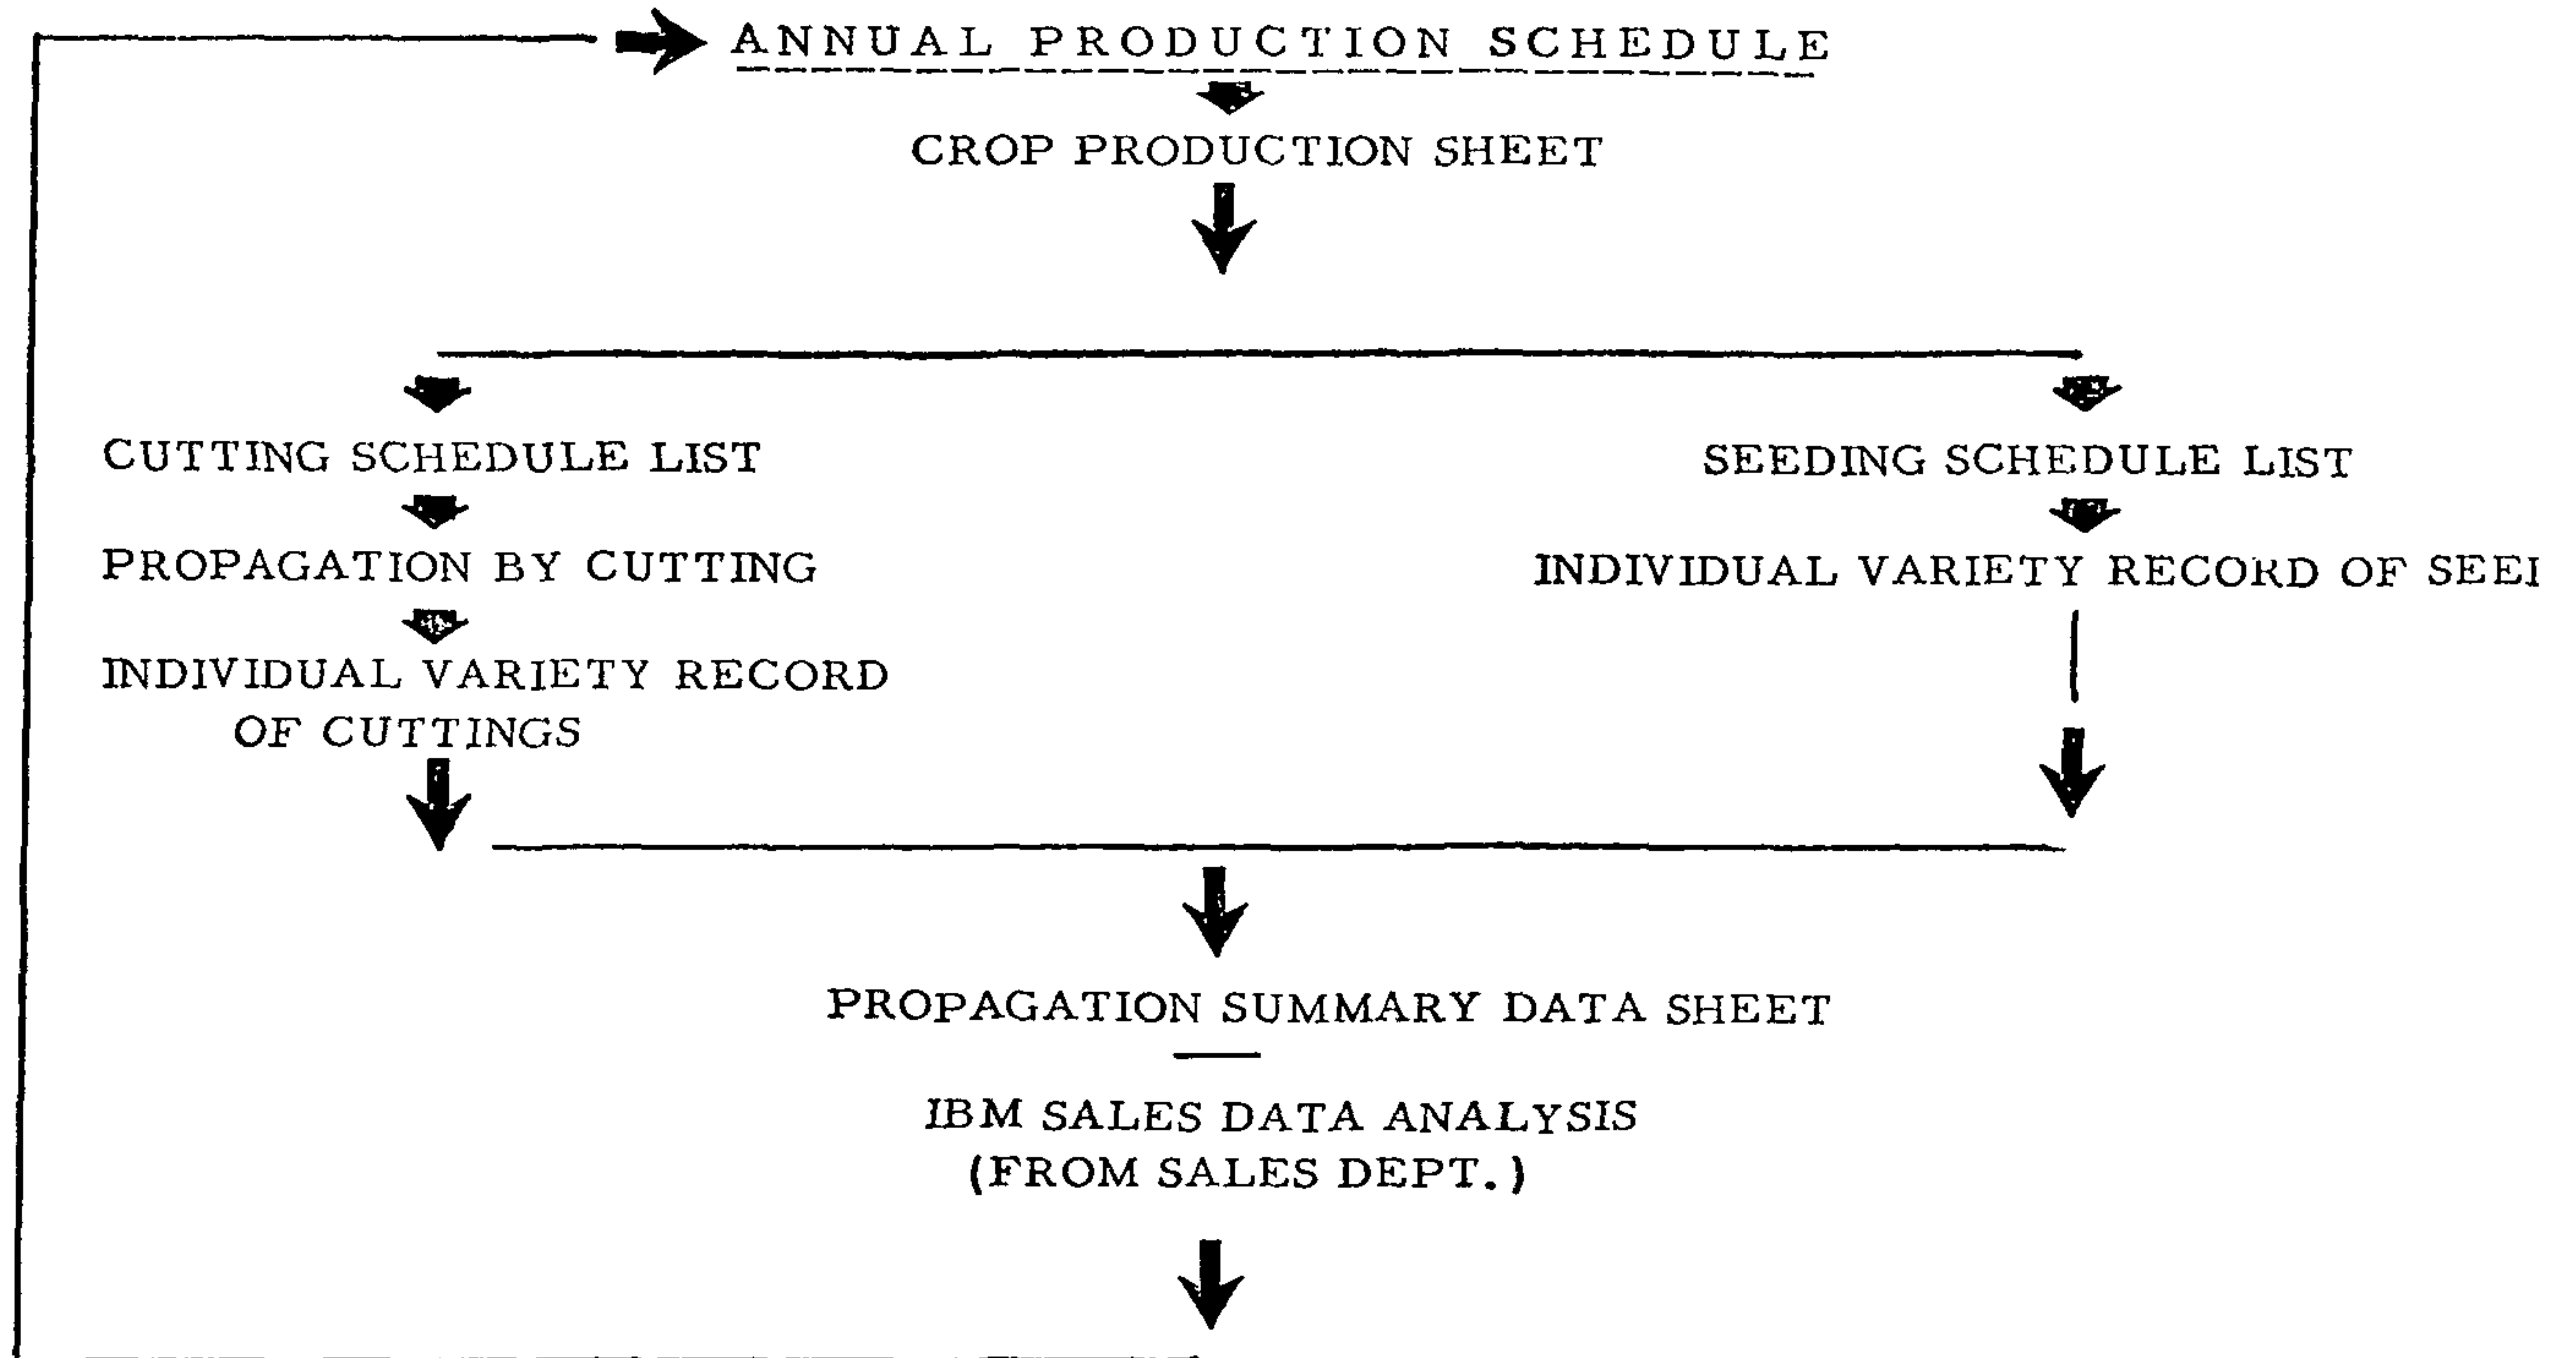 ANNUAL PRODUCTION SCHEDULE
CROP PRODUCTION SHEET
CUTTING SCHEDULE LIST
SEEDING SCHEDULE LIST
PROPAGATION BY CUTTING
INDIVIDUAL VARIETY RECORD OF
INDIVIDUAL VARIETY RECORD
OF CUTTINGS
PROPAGATION SUMMARY DATA SHEET
IBM SALES DATA ANALYSIS
(FROM SALES DEPT.)